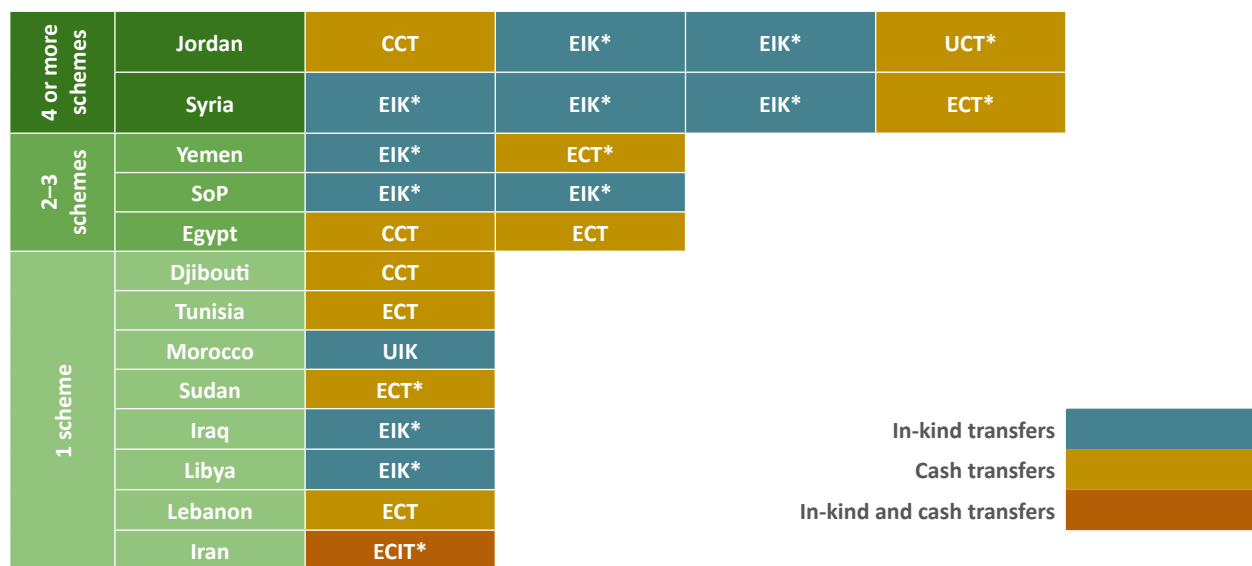 4 or more
schemes
Jordan CCT EIK* EIK* UCT*
Syria EIK* EIK* EIK* ECT*
2–3
schemes
Yemen EIK* ECT*
SoP EIK* EIK*
Egypt CCT ECT
1 scheme
Djibouti CCT
Tunisia ECT
Morocco UIK
Sudan ECT*
Iraq EIK*
Libya EIK*
Lebanon ECT
Iran ECIT*
In-kind transfers
Cash transfers
In-kind and cash transfers